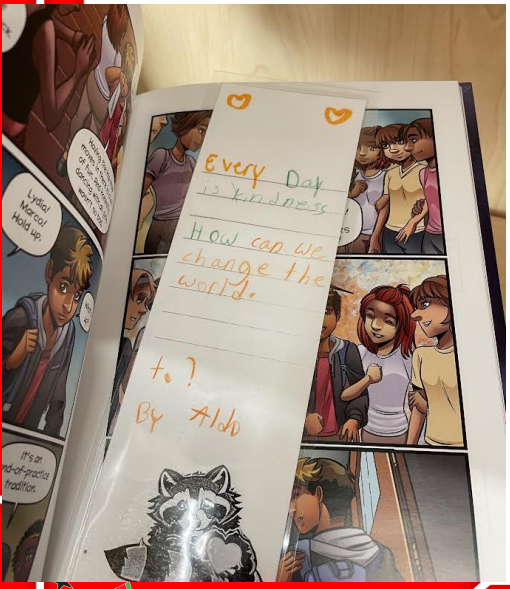 Lydia!
Marco!
Hold up.
It's an
end-of-practice
tradition.
Every Day
is kindness
How can we
change the
world.
to ?
By Aldo